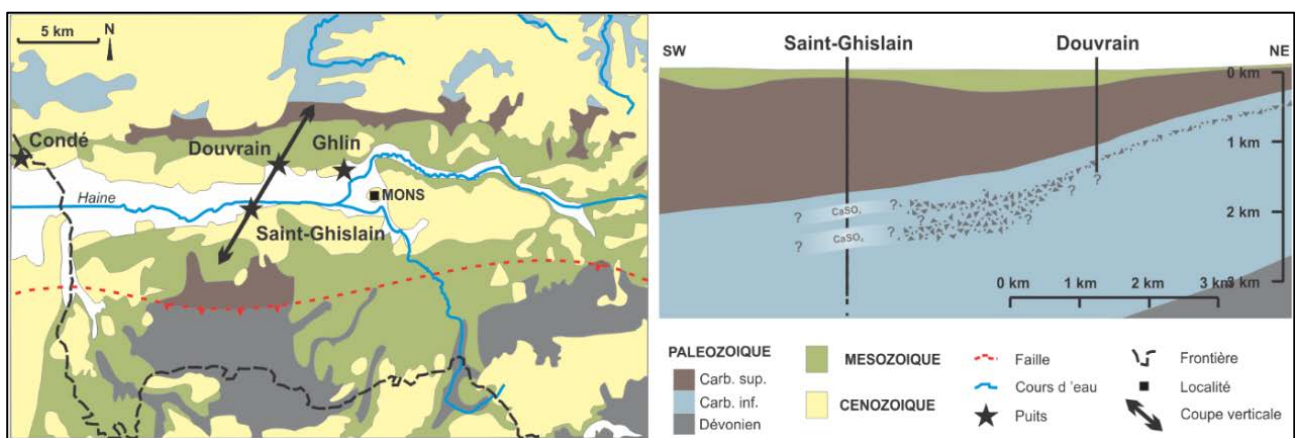 5 km
N
Condé
Douvrain
Ghlin
Haine
MONS
Saint-Ghislain
SW
Saint-Ghislain
Douvrain
NE
0 km
1 km
2 km
3 km
CaSO₄
CaSO₄
?
?
?
?
?
?
?
0 km
1 km
2 km
3 km
PALEOZOIQUE
Carb. sup.
Carb. inf.
Dévonien
MESOZOIQUE
CENOZOIQUE
Faille
Cours d 'eau
Puits
Frontière
Localité
Coupe verticale